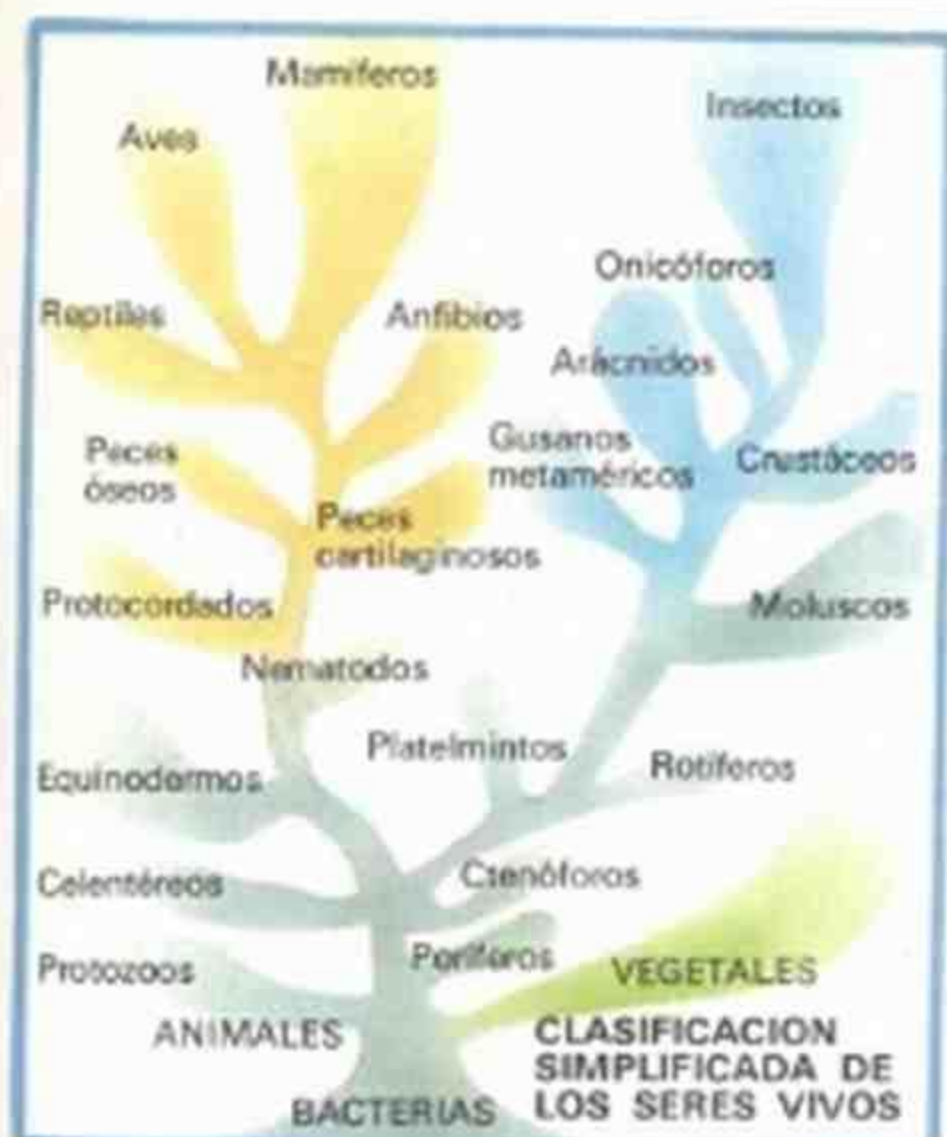 Mamíferos
Insectos
Aves
Onicóforos
Reptiles
Anfibios
Arácnidos
Gusanos
metaméricos
Peces
óseos
Crustáceos
Peces
cartilaginosos
Protocordados
Moluscos
Nematodos
Platelmintos
Rotíferos
Equinodermos
Celentéreos
Ctenóforos
Protozoos
Poríferos
VEGETALES
ANIMALES
CLASIFICACION
SIMPLIFICADA DE
LOS SERES VIVOS
BACTERIAS